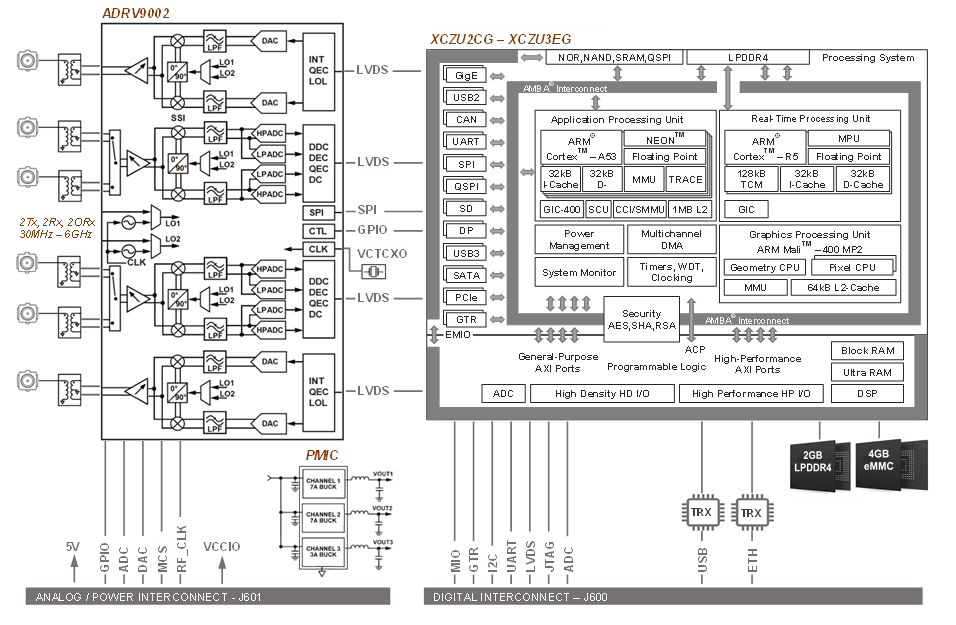 ADRV9002
DAC
LPF
0°
90°
LO1
LO2
LPF
DAC
INT
QEC
LOL
LVDS
SSI
LPF
HPADC
LPADC
0°
90°
LO1
LO2
LPADC
LPF
HPADC
DDC
DEC
QEC
DC
LVDS
2Tx, 2Rx, 2ORx
30MHz – 6GHz
LO1
LO2
CLK
SPI
SPI
CTL
GPIO
CLK
VCTCXO
LPF
HPADC
LPADC
0°
90°
LO1
LO2
LPADC
LPF
HPADC
DDC
DEC
QEC
DC
LVDS
LPF
DAC
0°
90°
LO1
LO2
LPF
DAC
INT
QEC
LOL
LVDS
PMIC
CHANNEL 1
7A BUCK
VOUT1
CHANNEL 2
7A BUCK
VOUT2
CHANNEL 3
3A BUCK
VOUT3
5V
GPIO
ADC
DAC
MCS
RF_CLK
VCCIO
ANALOG / POWER INTERCONNECT - J601
XCZU2CG – XCZU3EG
NOR,NAND,SRAM,QSPI
LPDDR4
Processing System
GigE
USB2
CAN
UART
SPI
QSPI
SD
DP
USB3
SATA
PCIe
GTR
EMIO
AMBA© Interconnect
Application Processing Unit
ARM®
Cortex™–A53
NEON™
Floating Point
32kB
I-Cache
32kB
D-
MMU
TRACE
GIC-400
SCU
CCI/SMMU
1MB L2
Real-Time Processing Unit
ARM®
Cortex™–R5
MPU
Floating Point
128kB
TCM
32kB
I-Cache
32kB
D-Cache
GIC
Power
Management
Multichannel
DMA
System Monitor
Timers, WDT,
Clocking
Graphics Processing Unit
ARM Mali™–400 MP2
Geometry CPU
Pixel CPU
MMU
64kB L2-Cache
Security
AES,SHA,RSA
AMBA© Interconnect
ACP
General-Purpose
AXI Ports
Programmable Logic
High-Performance
AXI Ports
Block RAM
Ultra RAM
DSP
ADC
High Density HD I/O
High Performance HP I/O
2GB
LPDDR4
4GB
eMMC
TRX
TRX
MIO
GTR
I2C
UART
LVDS
JTAG
ADC
USB
ETH
DIGITAL INTERCONNECT – J600